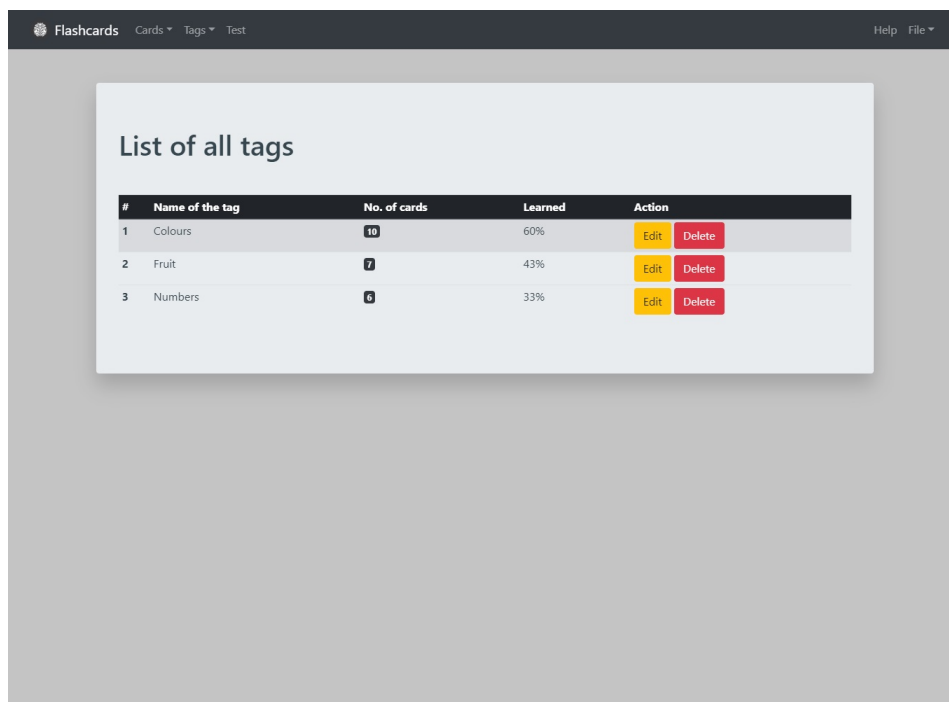 Flashcards Cards Tags Test Help File
List of all tags
# Name of the tag No. of cards Learned Action
1 Colours 10 60% Edit Delete
2 Fruit 7 43% Edit Delete
3 Numbers 6 33% Edit Delete